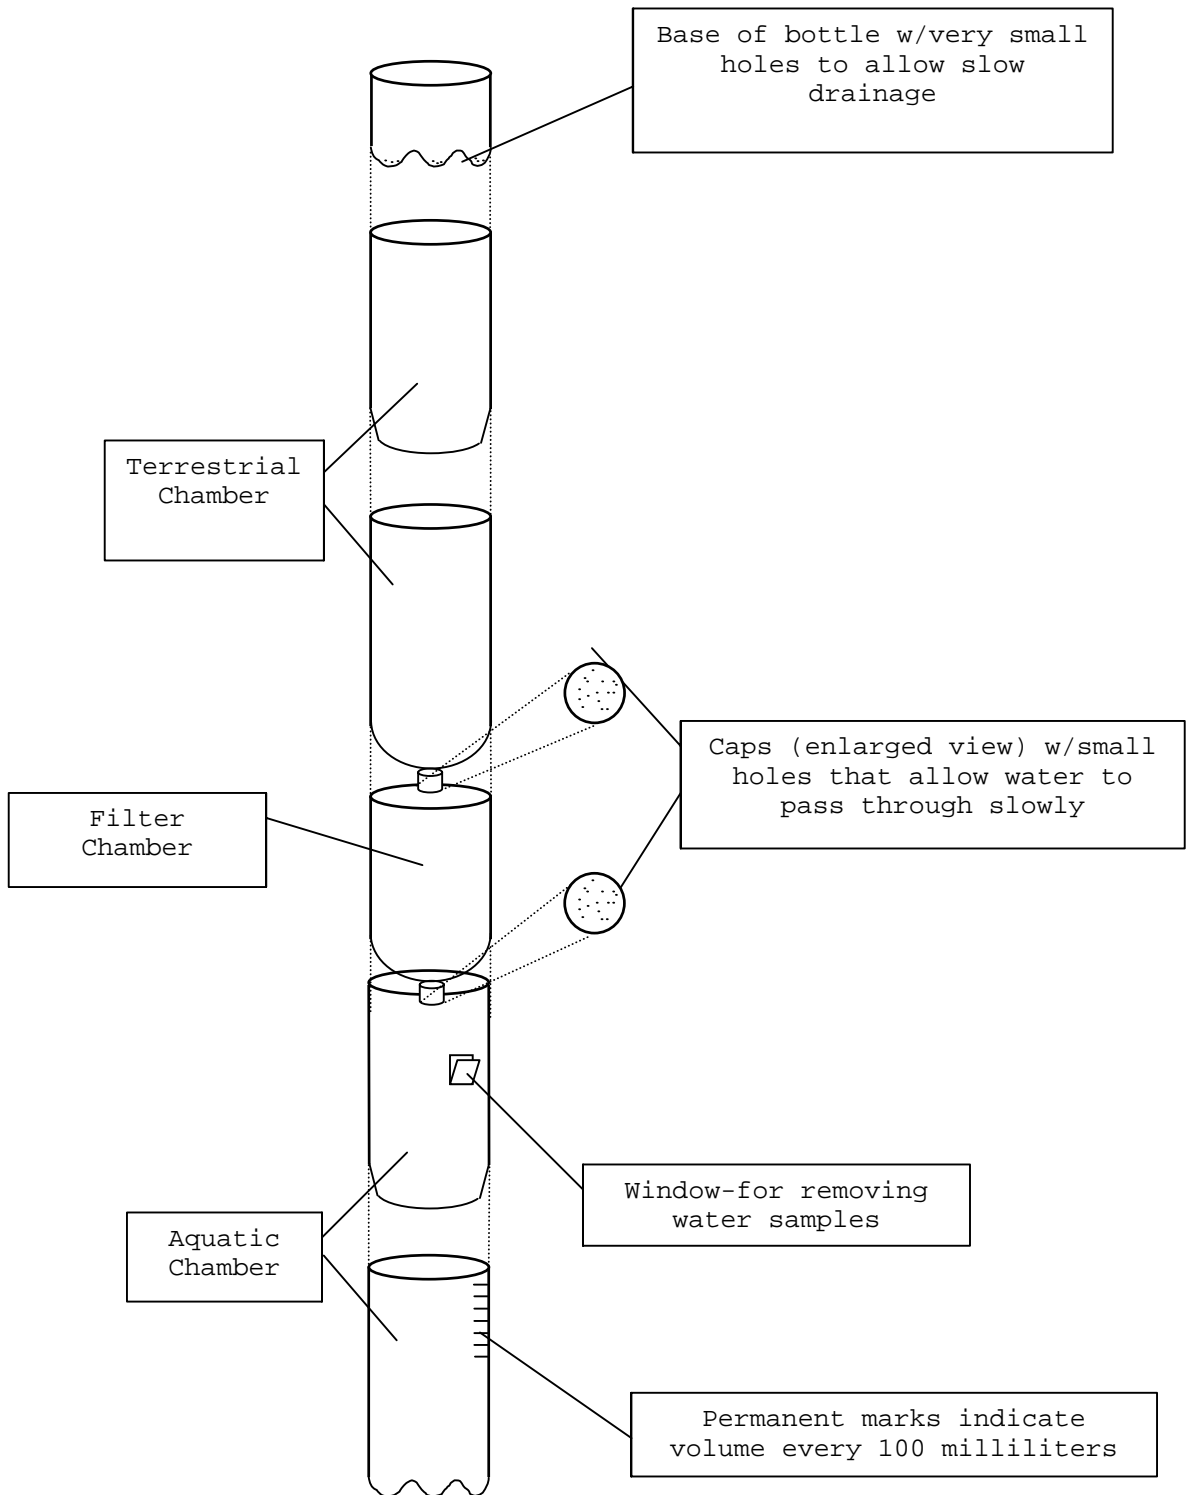 Base of bottle w/very small
holes to allow slow
drainage
Terrestrial
Chamber
Caps (enlarged view) w/small
holes that allow water to
pass through slowly
Filter
Chamber
Window-for removing
water samples
Aquatic
Chamber
Permanent marks indicate
volume every 100 milliliters